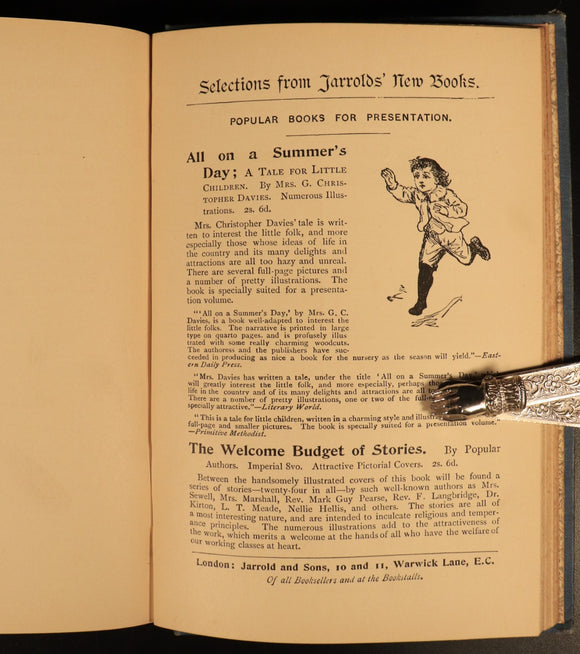 Selections from Jarrolds' New Books.
POPULAR BOOKS FOR PRESENTATION.
All on a Summer's
Day; A TALE FOR LITTLE
CHILDREN. By MRS. G. CHRIS-
TOPHER DAVIES. Numerous Illus-
trations. 2s. 6d.
Mrs. Christopher Davies' tale is writ-
ten to interest the little folk, and more
especially those whose ideas of life in
the country and its many delights and
attractions are all too hazy and unreal.
There are several full-page pictures and
a number of pretty illustrations. The
book is specially suited for a presenta-
tion volume.
"'All on a Summer's Day,' by Mrs. G. C.
Davies, is a book well-adapted to interest the
little folks. The narrative is printed in large
type on quarto pages, and is profusely illus-
trated with some really charming woodcuts.
The authoress and the publishers have suc-
ceeded in producing as nice a book for the nursery as the season will yield."—East-
ern Daily Press.
"Mrs. Davies has written a tale, under the title 'All on a Summer's Day
will greatly interest the little folk, and more especially, perhaps, tho
life in the country and of its many delights and attractions are all too
There are a number of pretty illustrations, one or two of the full-
specially attractive."—Literary World.
"This is a tale for little children, written in a charming style and illustr
full-page and smaller pictures. The book is specially suited for a presentation volume."
—Primitive Methodist.
The Welcome Budget of Stories. By Popular
Authors. Imperial 8vo. Attractive Pictorial Covers. 2s. 6d.
Between the handsomely illustrated covers of this book will be found a
series of stories—twenty-four in all—by such well-known authors as Mrs.
Sewell, Mrs. Marshall, Rev. Mark Guy Pearse, Rev. F. Langbridge, Dr.
Kirton, L. T. Meade, Nellie Hellis, and others. The stories are all of
a most interesting nature, and are intended to inculcate religious and temper-
ance principles. The numerous illustrations add to the attractiveness of
the work, which merits a welcome at the hands of all who have the welfare of
our working classes at heart.
London: Jarrold and Sons, 10 and 11, Warwick Lane, E.C.
Of all Booksellers and at the Bookstalls.